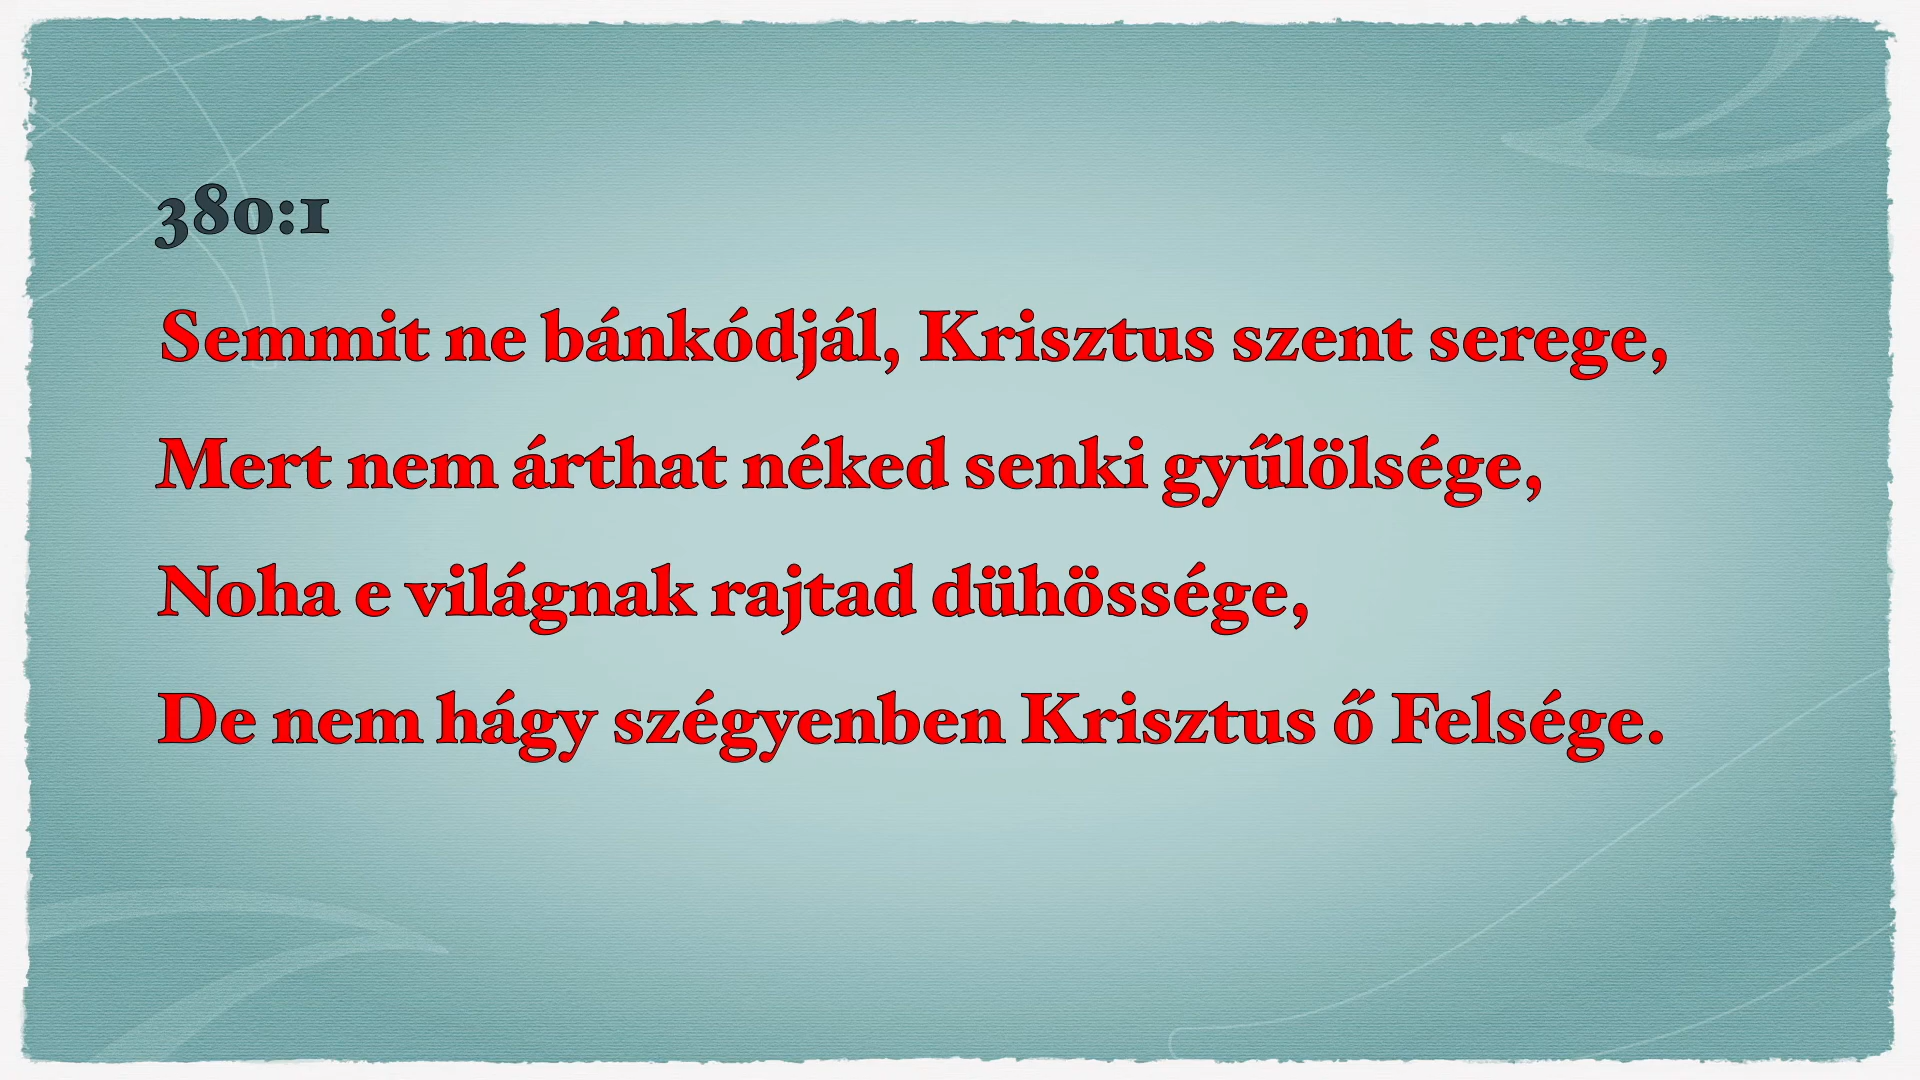 380:1
Semmit ne bánkódjál, Krisztus szent serege,
Mert nem árthat néked senki gyűlölsége,
Noha e világnak rajtad dühössége,
De nem hágy szégyenben Krisztus ő Felsége.